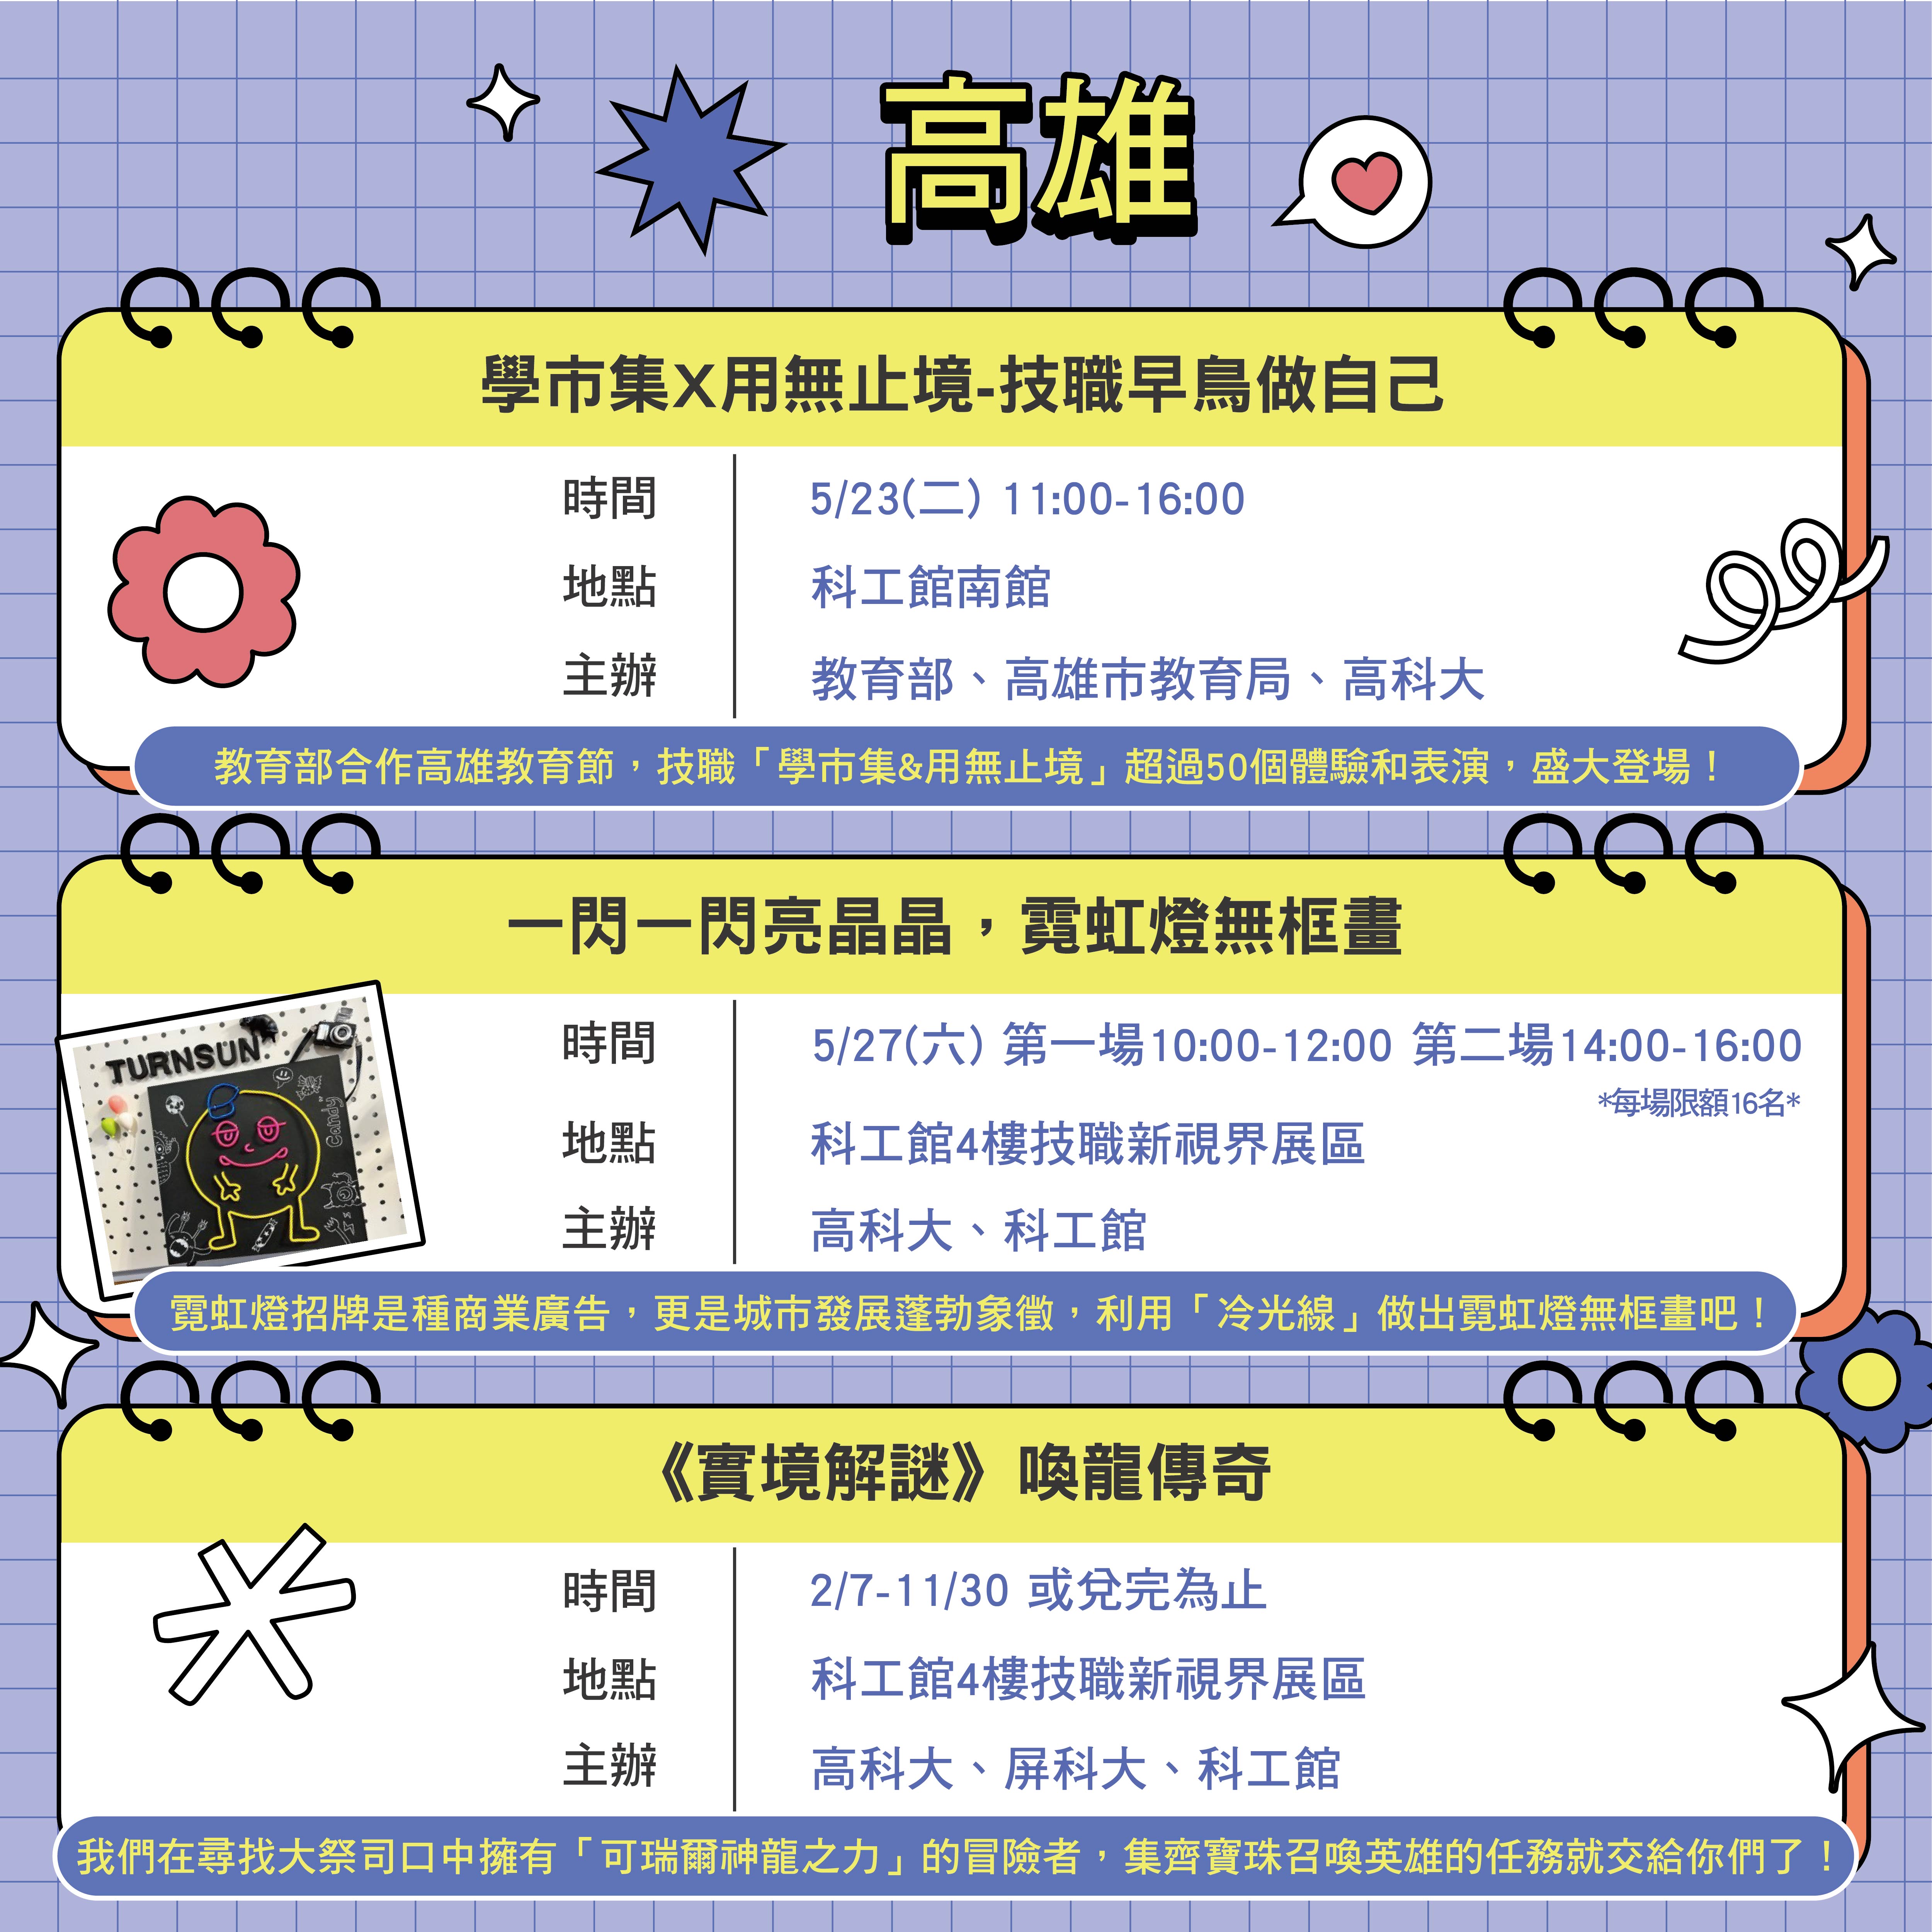 高雄
學市集X用無止境-技職早鳥做自己
時間 5/23(二) 11:00-16:00
地點 科工館南館
主辦 教育部、高雄市教育局、高科大
教育部合作高雄教育節，技職「學市集&用無止境」超過50個體驗和表演，盛大登場！
一閃一閃亮晶晶，霓虹燈無框畫
時間 5/27(六) 第一場10:00-12:00 第二場14:00-16:00
*每場限額16名*
地點 科工館4樓技職新視界展區
主辦 高科大、科工館
TURNSUN
Candy
霓虹燈招牌是種商業廣告，更是城市發展蓬勃象徵，利用「冷光線」做出霓虹燈無框畫吧！
《實境解謎》喚龍傳奇
時間 2/7-11/30 或兌完為止
地點 科工館4樓技職新視界展區
主辦 高科大、屏科大、科工館
我們在尋找大祭司口中擁有「可瑞爾神龍之力」的冒險者，集齊寶珠召喚英雄的任務就交給你們了！